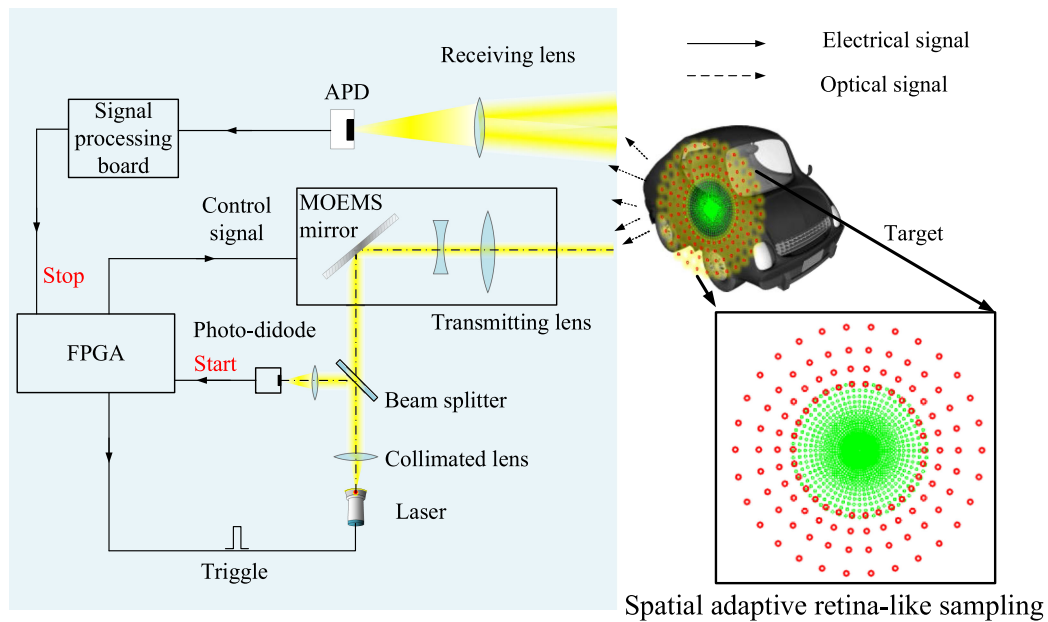 Receiving lens
Electrical signal
Optical signal
APD
Signal
processing
board
MOEMS
mirror
Control
signal
Target
Stop
Transmitting lens
Photo-didode
FPGA
Start
Beam splitter
Collimated lens
Laser
Triggle
Spatial adaptive retina-like sampling